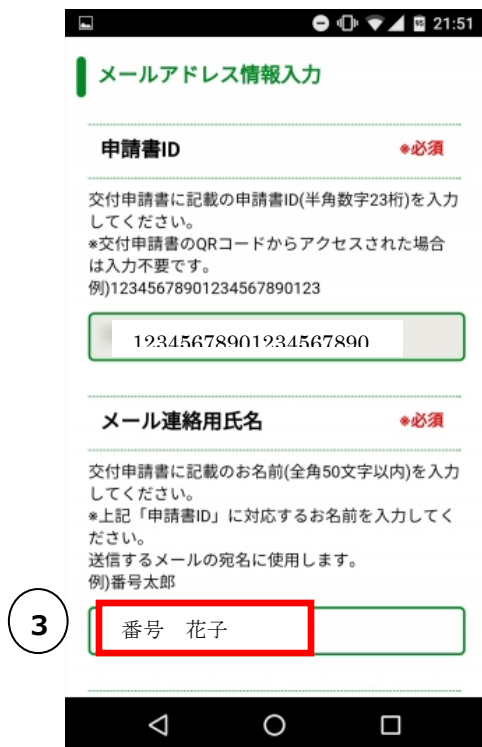 21:51
メールアドレス情報入力
申請書ID
※必須
交付申請書に記載の申請書ID(半角数字23桁)を入力
してください。
※交付申請書のQRコードからアクセスされた場合
は入力不要です。
例)12345678901234567890123
12345678901234567890
メール連絡用氏名
※必須
交付申請書に記載のお名前(全角50文字以内)を入力
してください。
※上記「申請書ID」に対応するお名前を入力してく
ださい。
送信するメールの宛名に使用します。
例)番号太郎
3
番号　花子